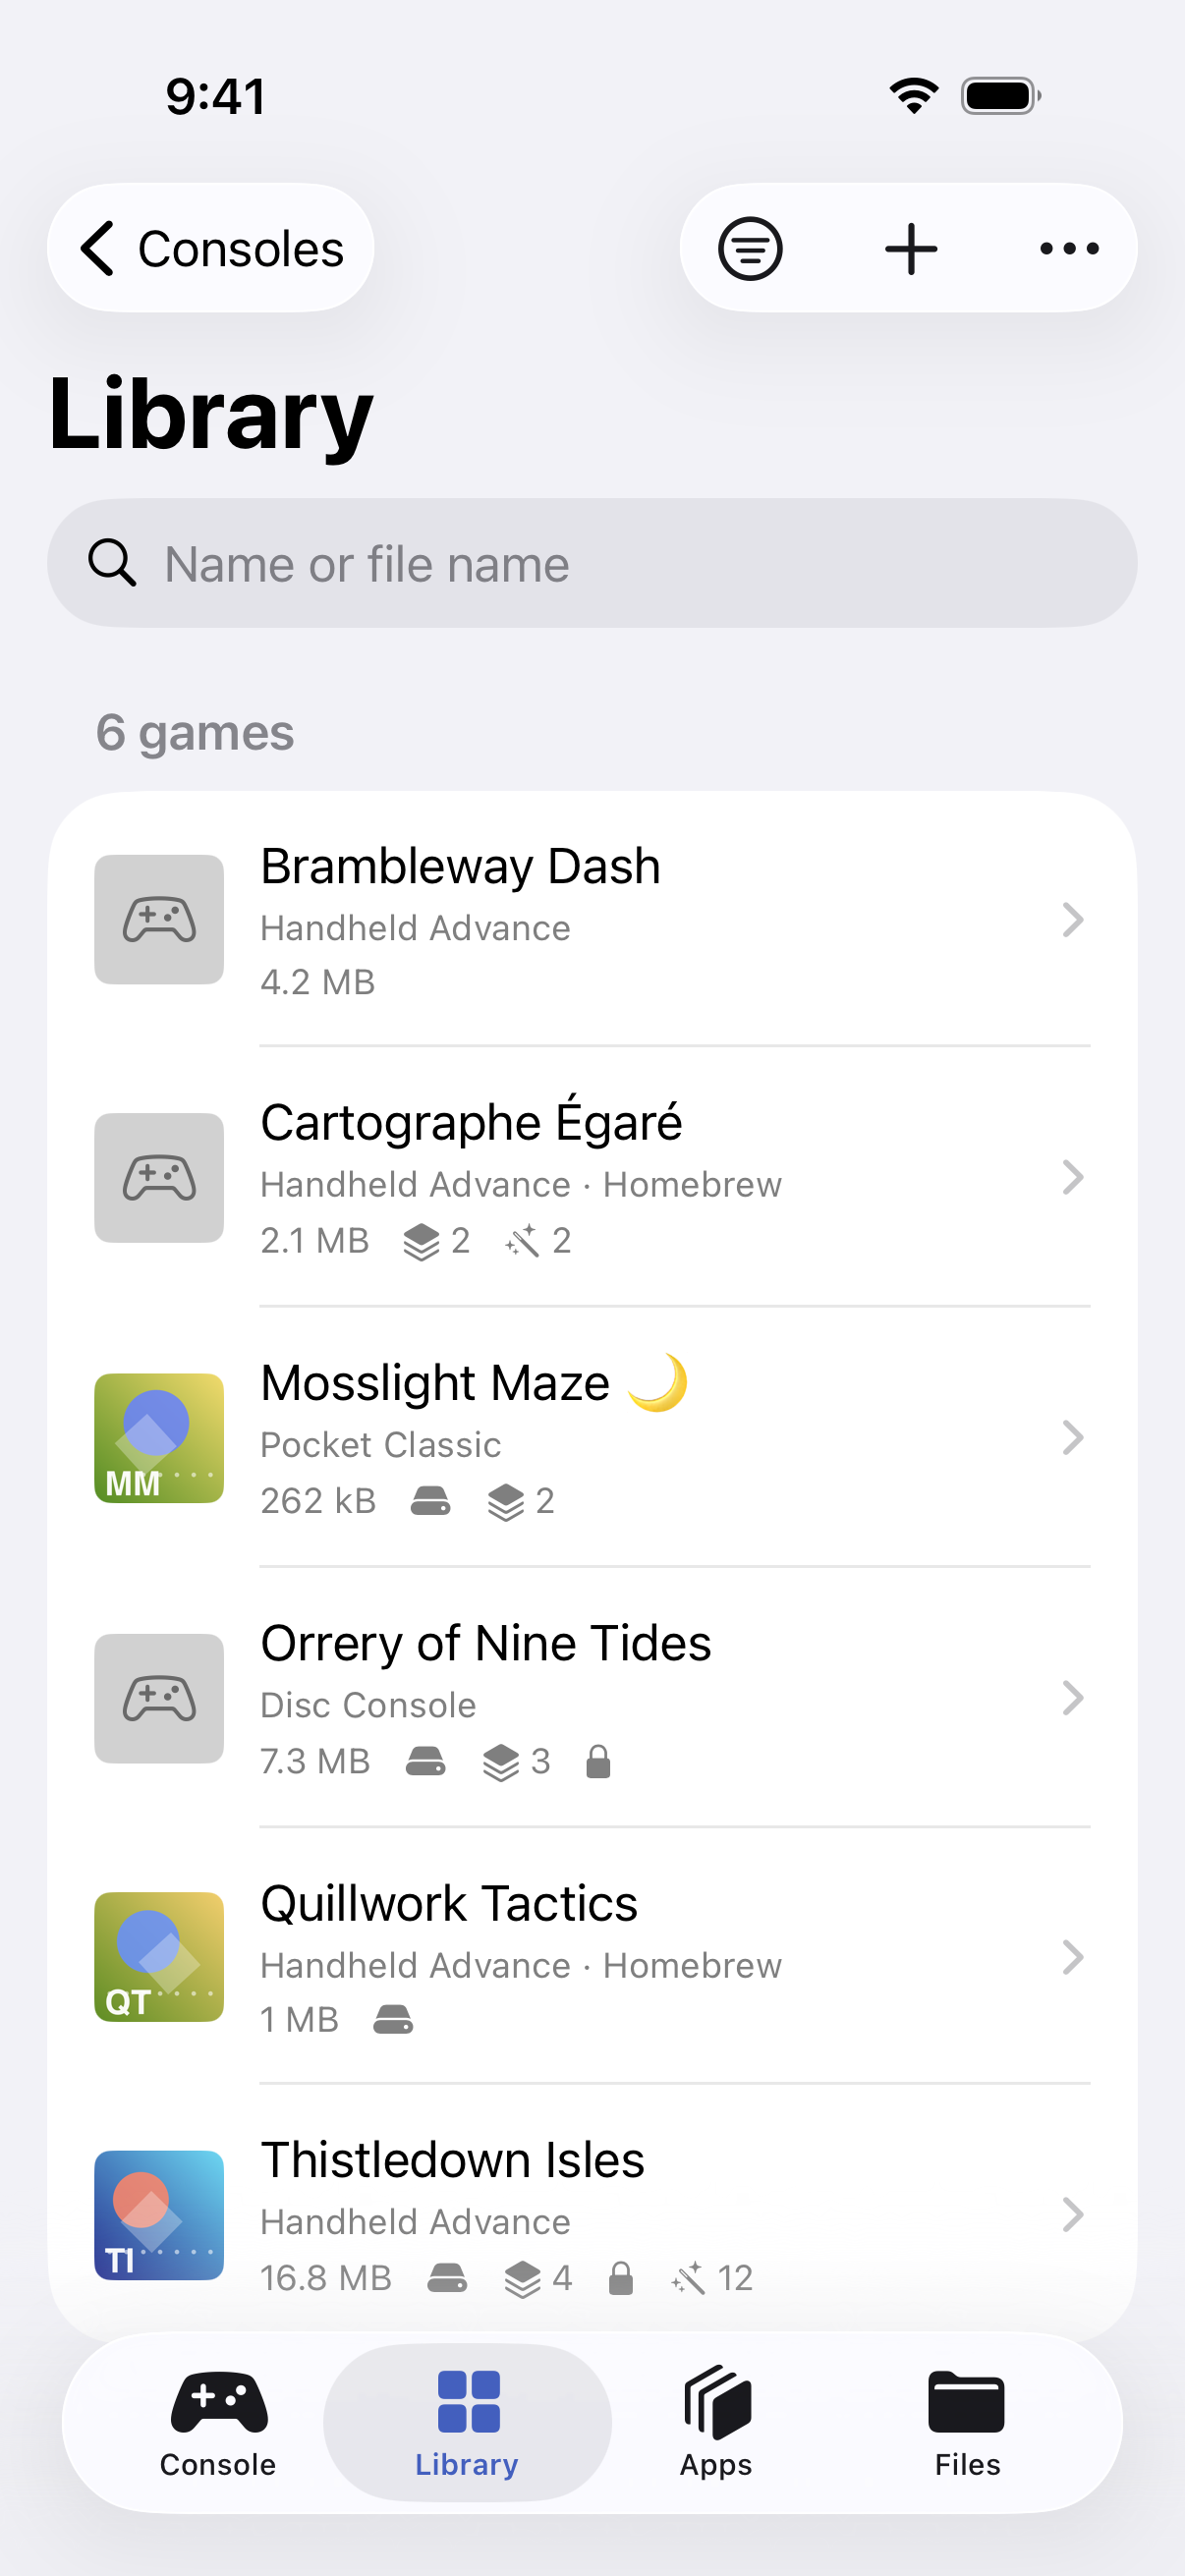 9:41
Consoles
Library
Name or file name
6 games
Brambleway Dash
Handheld Advance
4.2 MB
Cartographe Égaré
Handheld Advance · Homebrew
2.1 MB 2 2
Mosslight Maze 🌙
Pocket Classic
MM
262 kB 2
Orrery of Nine Tides
Disc Console
7.3 MB 3
Quillwork Tactics
Handheld Advance · Homebrew
QT
1 MB
Thistledown Isles
Handheld Advance
TI
16.8 MB 4 12
Console Library Apps Files